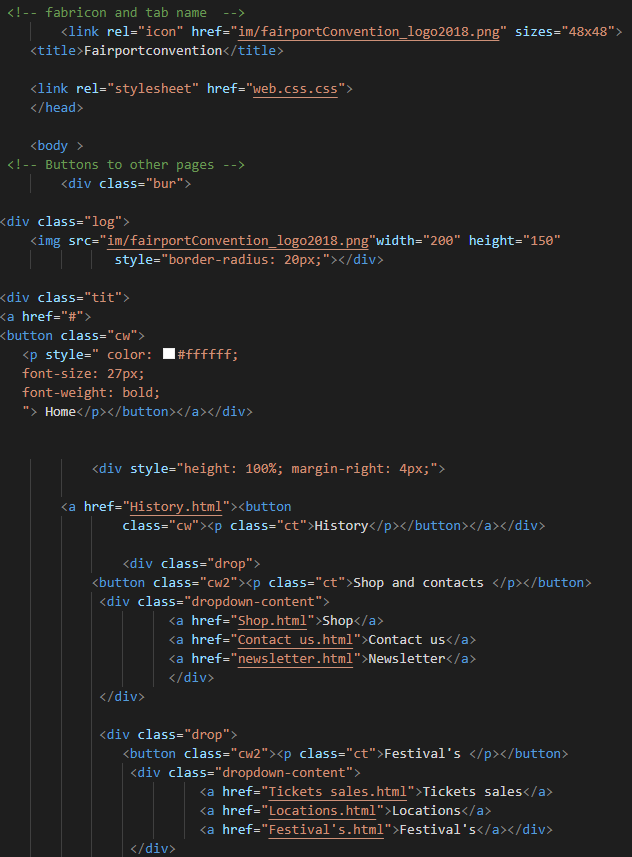 <!-- fabricon and tab name  -->
<link rel="icon" href="im/fairportConvention_logo2018.png" sizes="48x48">
<title>Fairportconvention</title>
<link rel="stylesheet" href="web.css.css">
</head>
<body >
<!-- Buttons to other pages -->
<div class="bur">
<div class="log">
<img src="im/fairportConvention_logo2018.png"width="200" height="150"
style="border-radius: 20px;"></div>
<div class="tit">
<a href="#">
<button class="cw">
<p style=" color: #ffffff;
font-size: 27px;
font-weight: bold;
"> Home</p></button></a></div>
<div style="height: 100%; margin-right: 4px;">
<a href="History.html"><button
class="cw"><p class="ct">History</p></button></a></div>
<div class="drop">
<button class="cw2"><p class="ct">Shop and contacts </p></button>
<div class="dropdown-content">
<a href="Shop.html">Shop</a>
<a href="Contact us.html">Contact us</a>
<a href="newsletter.html">Newsletter</a>
</div>
</div>
<div class="drop">
<button class="cw2"><p class="ct">Festival's </p></button>
<div class="dropdown-content">
<a href="Tickets sales.html">Tickets sales</a>
<a href="Locations.html">Locations</a>
<a href="Festival's.html">Festival's</a></div>
</div>